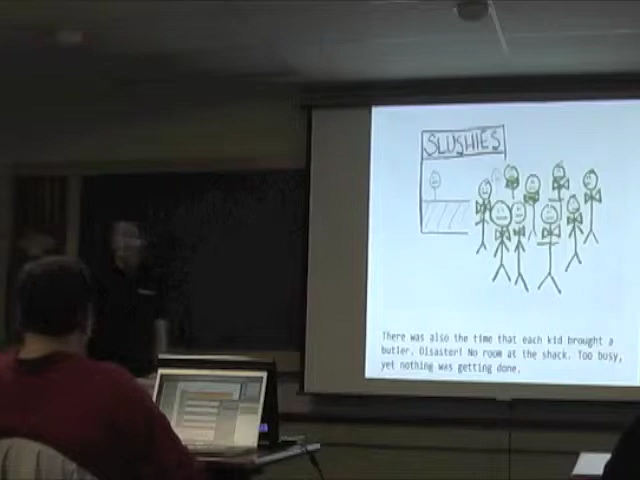 SLUSHIES
There was also the time that each kid brought a
butler. Disaster! No room at the shack. Too busy,
yet nothing was getting done.